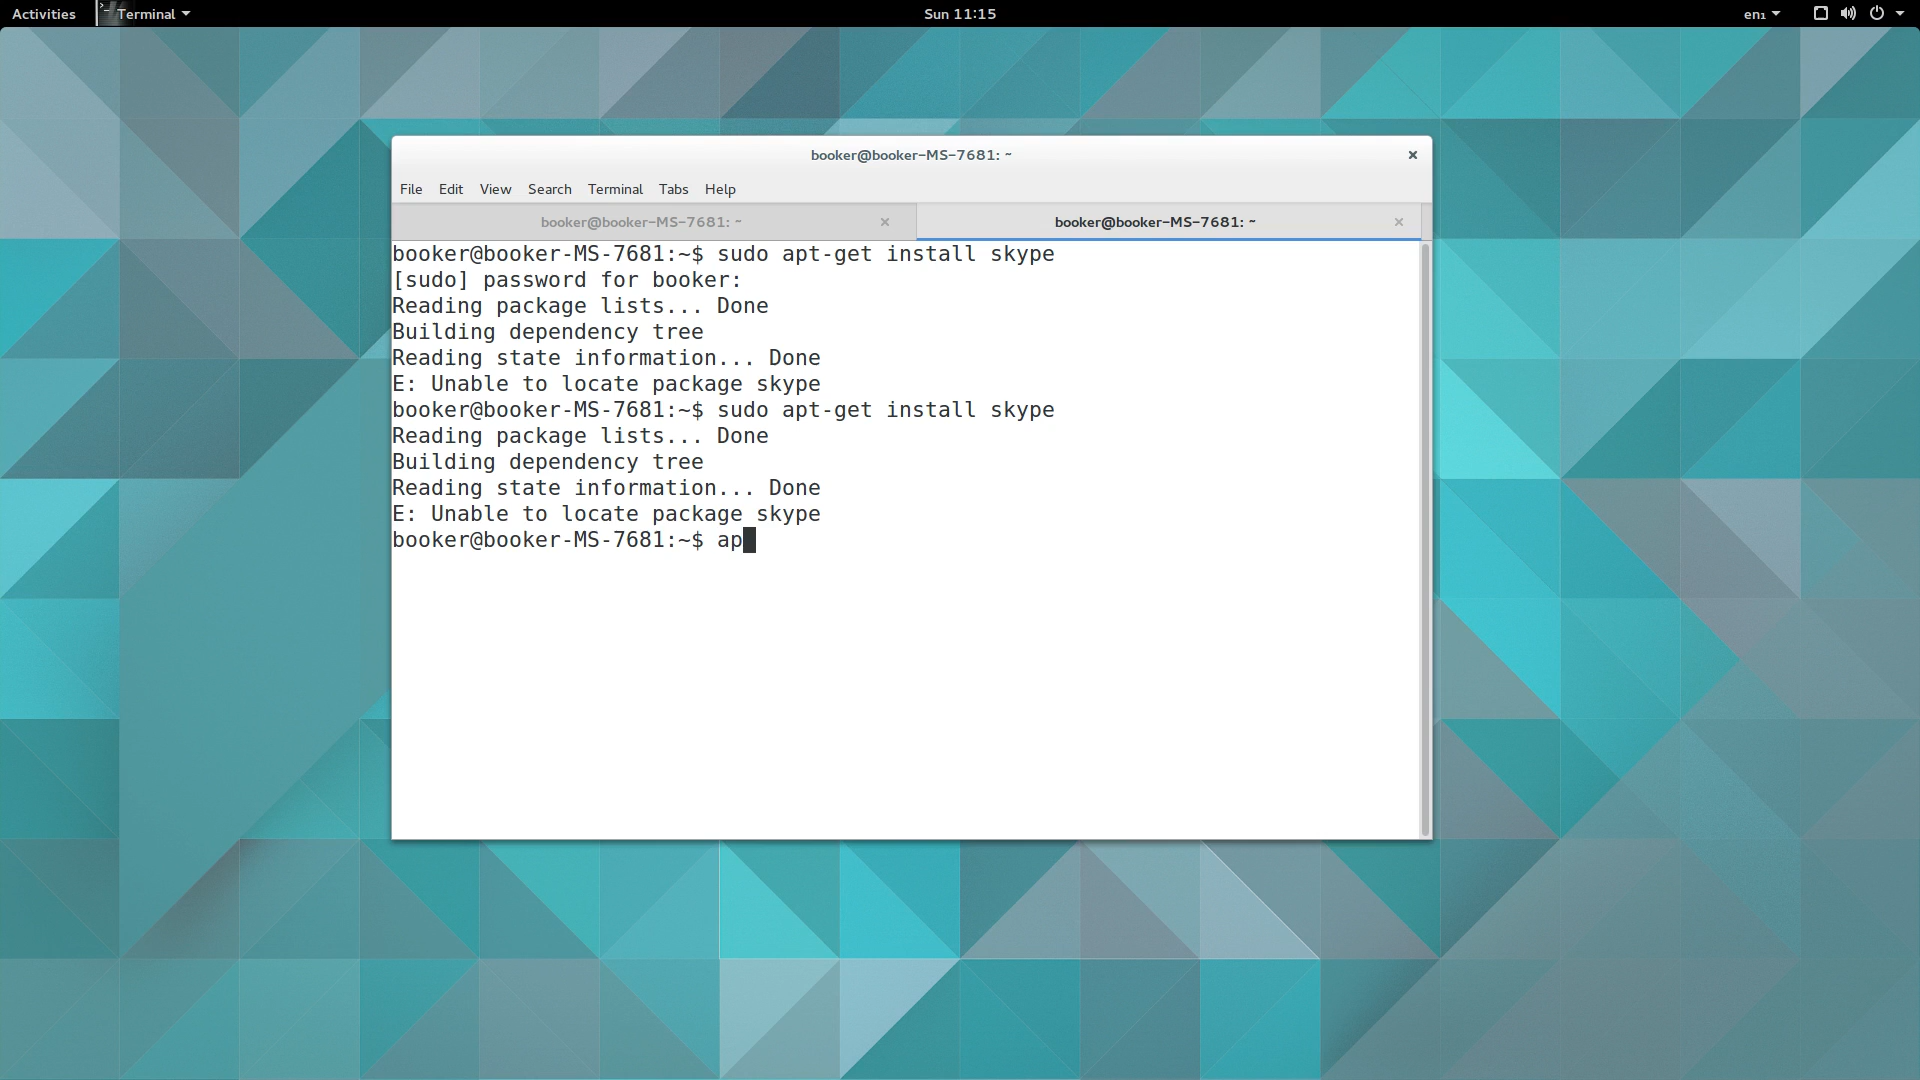 Activities Terminal Sun 11:15 en₁
booker@booker-MS-7681: ~
File Edit View Search Terminal Tabs Help
booker@booker-MS-7681: ~ booker@booker-MS-7681: ~
booker@booker-MS-7681:~$ sudo apt-get install skype
[sudo] password for booker:
Reading package lists... Done
Building dependency tree
Reading state information... Done
E: Unable to locate package skype
booker@booker-MS-7681:~$ sudo apt-get install skype
Reading package lists... Done
Building dependency tree
Reading state information... Done
E: Unable to locate package skype
booker@booker-MS-7681:~$ ap